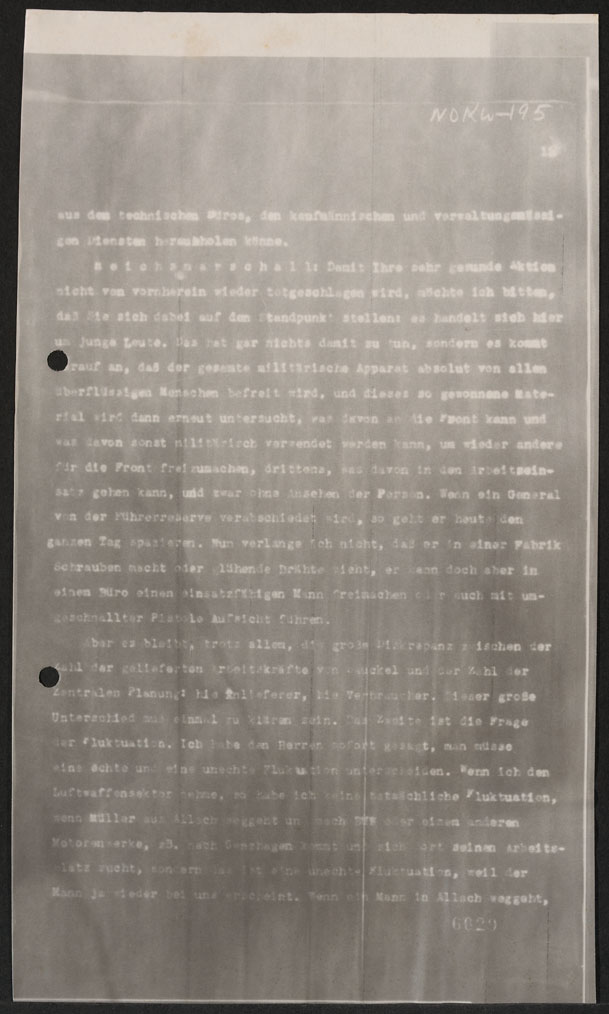 NOKW-195
aus den technischen Büros, den kaufmännischen und verwaltungsmässi-
gen Diensten herausholen könne.
R e i c h s m a r s c h a l l : Damit Ihre sehr gesunde Aktion
nicht von vornherein wieder totgeschlagen wird, möchte ich bitten,
daß Sie sich dabei auf den Standpunkt stellen: es handelt sich hier
um junge Leute. Das hat gar nichts damit zu tun, sondern es kommt
darauf an, daß der gesamte militärische Apparat absolut von allen
überflüssigen Menschen befreit wird, und dieses so gewonnene Mate-
rial wird dann erneut untersucht, was davon an die Front kann und
was davon sonst militärisch verwendet werden kann, um wieder andere
für die Front freizumachen, drittens, was davon in den Arbeitsein-
satz gehen kann, und zwar ohne Ansehen der Person. Wenn ein General
von der Führerreserve verabschiedet wird, so geht er heute den
ganzen Tag spazieren. Nun verlange ich nicht, daß er in einer Fabrik
Schrauben macht oder glühende Drähte zieht, er kann doch aber in
einem Büro einen einsatzfähigen Mann freimachen oder auch mit um-
geschnallter Pistole Aufsicht führen.
Aber es bleibt, trotz allem, die große Diskrepanz zwischen der
Zahl der gelieferten Arbeitskräfte von Sauckel und der Zahl der
Zentralen Planung: hie Anlieferer, hie Verbraucher. Dieser große
Unterschied muß einmal zu klären sein. Das Zweite ist die Frage
der Fluktuation. Ich habe den Herren sofort gesagt, man müsse
eine echte und eine unechte Fluktuation unterscheiden. Wenn ich den
Luftwaffensektor nehme, so habe ich keine tatsächliche Fluktuation,
wenn Müller aus Allach weggeht und nach oder einem anderen
Motorenwerke, zB. nach Genshagen kommt und sich dort seinen Arbeits-
platz sucht, sondern das ist eine unechte Fluktuation, weil der
Mann ja wieder bei uns erscheint. Wenn ein Mann in Allach weggeht,
6629